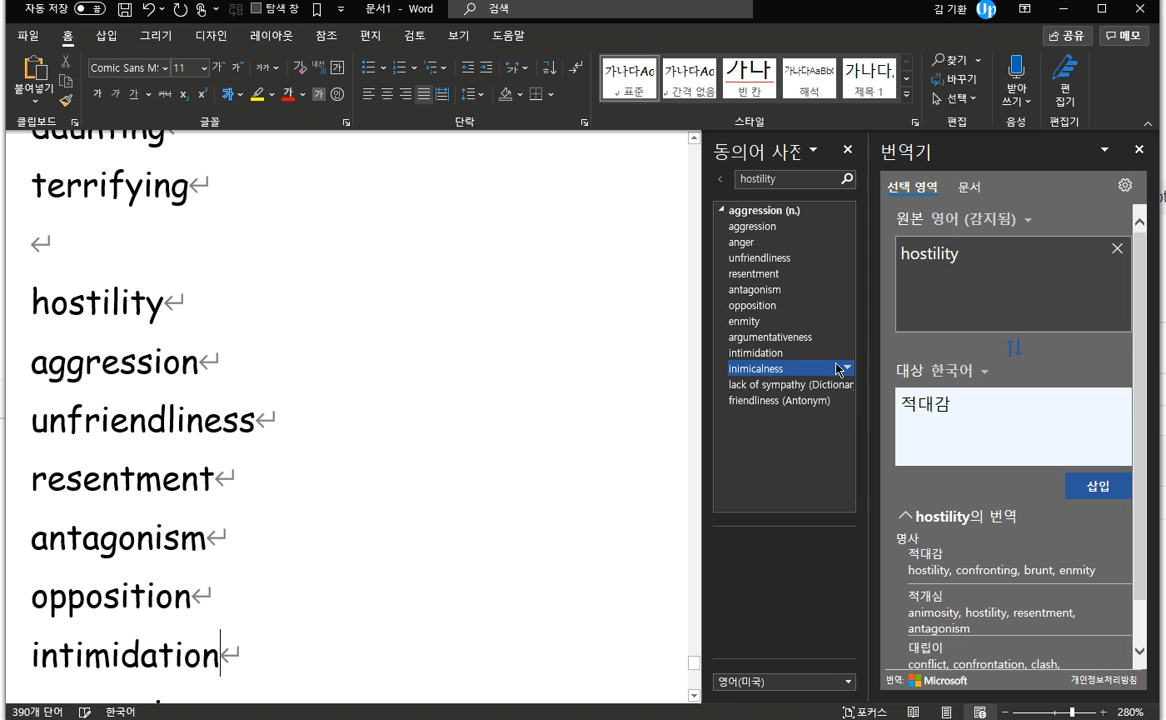 자동 저장
탐색 창
문서1 - Word
검색
김 기환
파일 홈 삽입 그리기 디자인 레이아웃 참조 편지 검토 보기 도움말
공유
메모
붙여넣기
Comic Sans M
11
가나다Aa
표준
가나다Aa
간격 없음
가나
빈 칸
가나다AaBb(
해석
가나다.
제목 1
찾기
바꾸기
선택
받아
쓰기
편
집기
클립보드
글꼴
단락
스타일
편집
음성
편집기
daunting
terrifying
hostility
aggression
unfriendliness
resentment
antagonism
opposition
intimidation
동의어 사전
hostility
aggression (n.)
aggression
anger
unfriendliness
resentment
antagonism
opposition
enmity
argumentativeness
intimidation
inimicalness
lack of sympathy (Dictionar
friendliness (Antonym)
영어(미국)
번역기
선택 영역 문서
원본 영어 (감지됨)
hostility
대상 한국어
적대감
삽입
hostility의 번역
명사
적대감
hostility, confronting, brunt, enmity
적개심
animosity, hostility, resentment,
antagonism
대립이
conflict, confrontation, clash,
번역: Microsoft
개인정보처리방침
390개 단어
한국어
포커스
280%